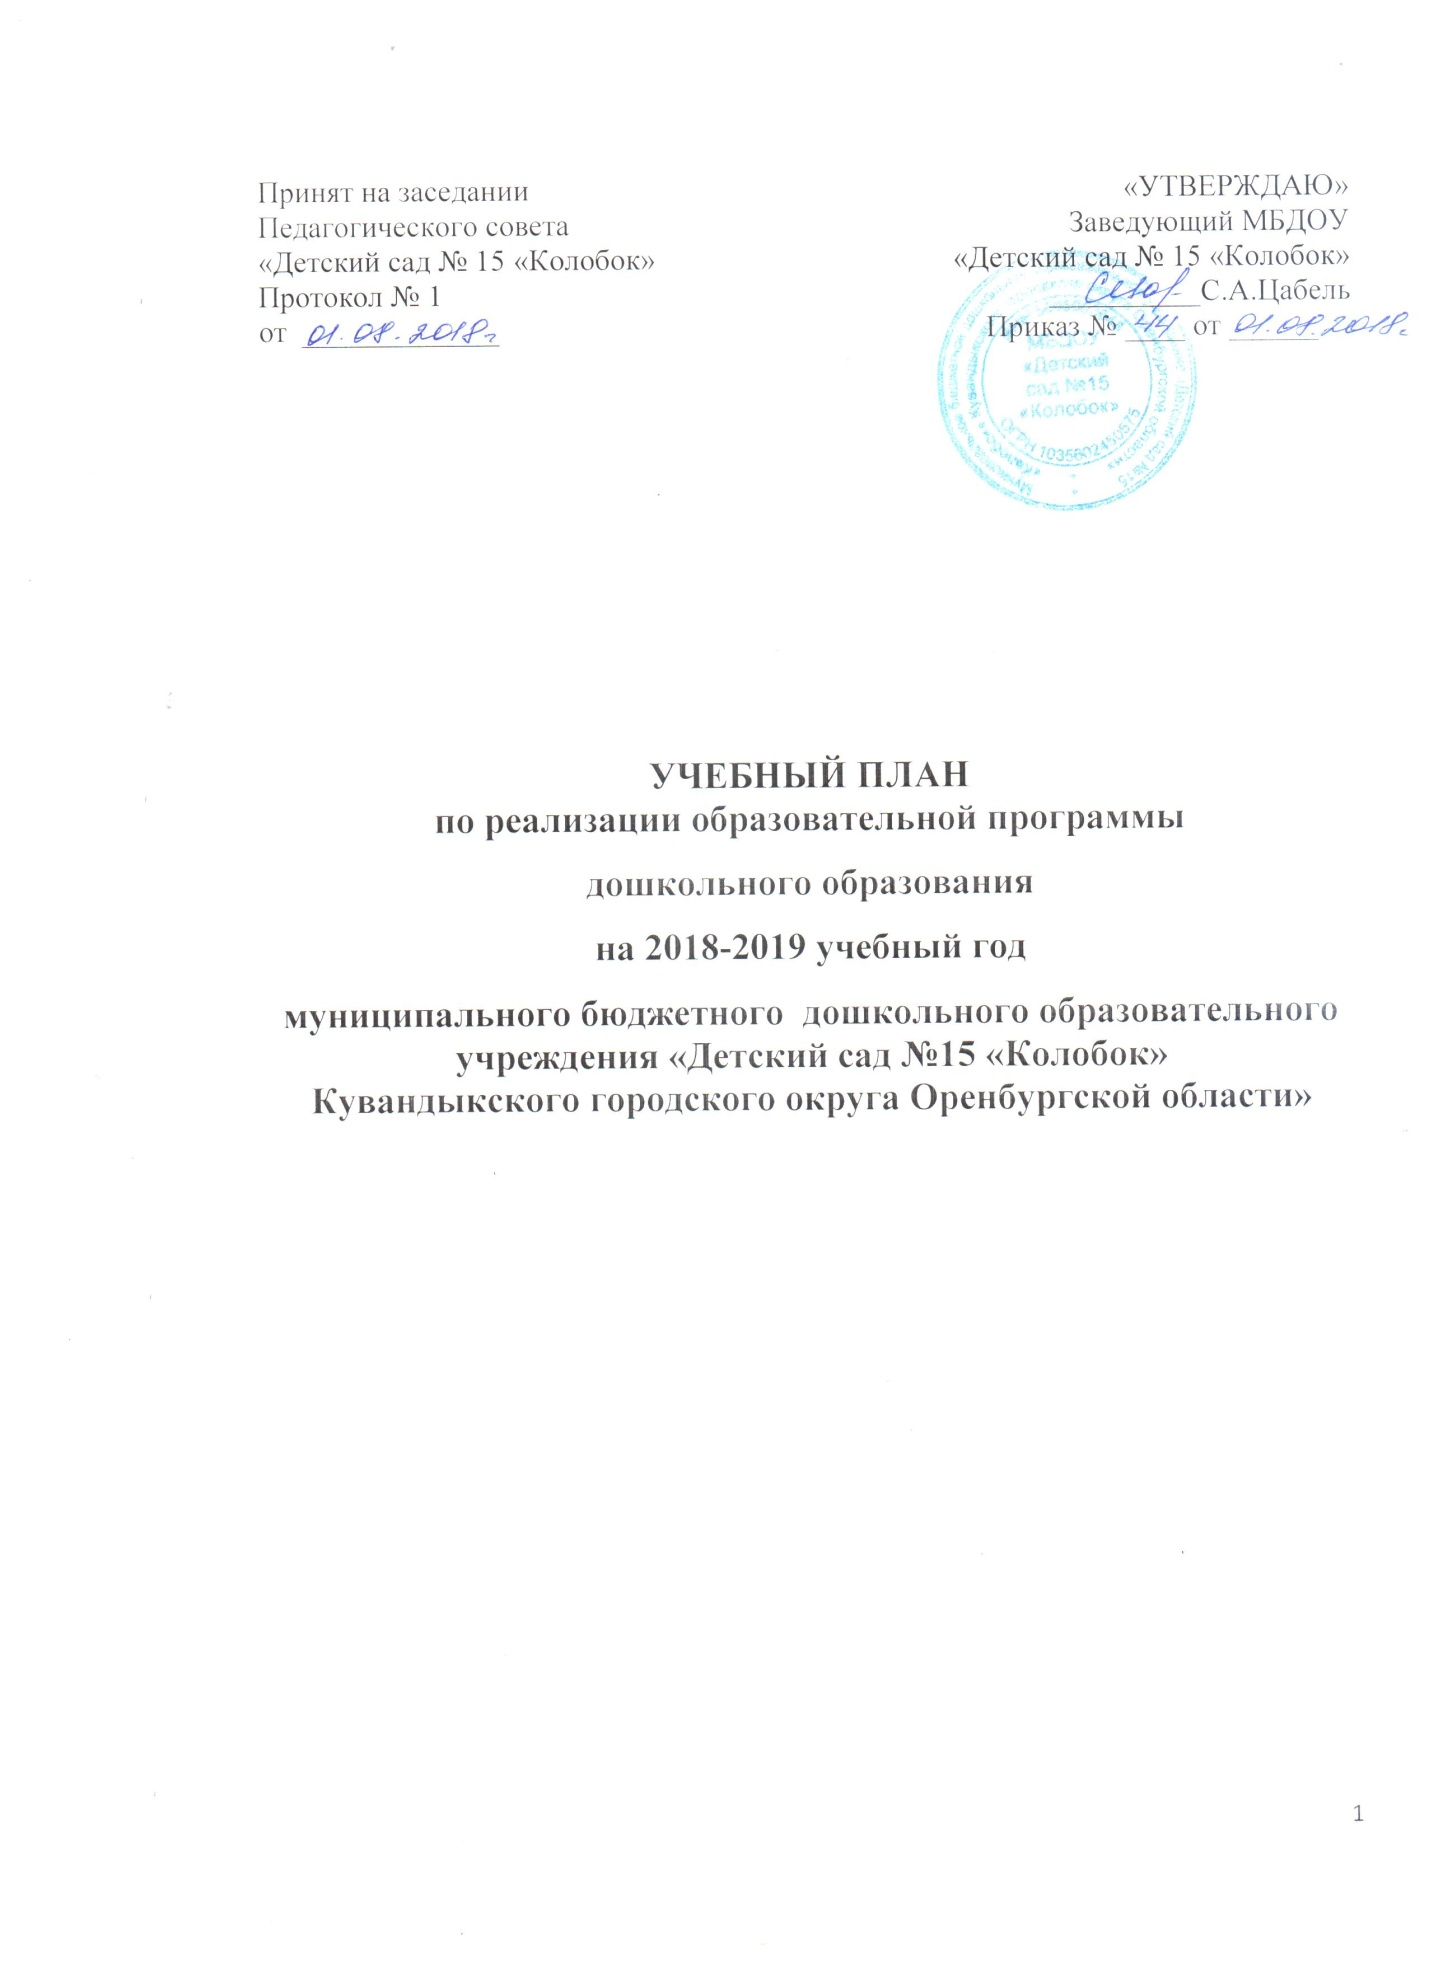 Принят на заседании
Педагогического совета
«Детский сад № 15 «Колобок»
Протокол № 1
от 01.08.2018г
«УТВЕРЖДАЮ»
Заведующий МБДОУ
«Детский сад № 15 «Колобок»
С.А.Цабель
Приказ № 44 от 01.08.2018г
МБДОУ
«Детский
сад №15
«Колобок»
ОГРН 1035602450575
УЧЕБНЫЙ ПЛАН
по реализации образовательной программы
дошкольного образования
на 2018-2019 учебный год
муниципального бюджетного дошкольного образовательного
учреждения «Детский сад №15 «Колобок»
Кувандыкского городского округа Оренбургской области»
1